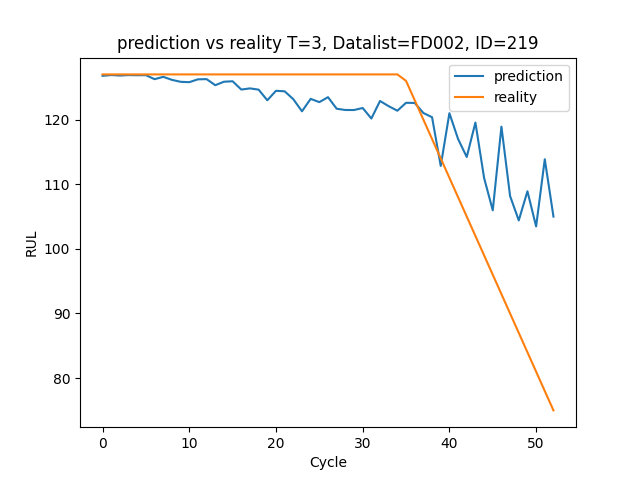 prediction vs reality T=3, Datalist=FD002, ID=219
prediction
reality
120
110
100
90
80
RUL
0
10
20
30
40
50
Cycle